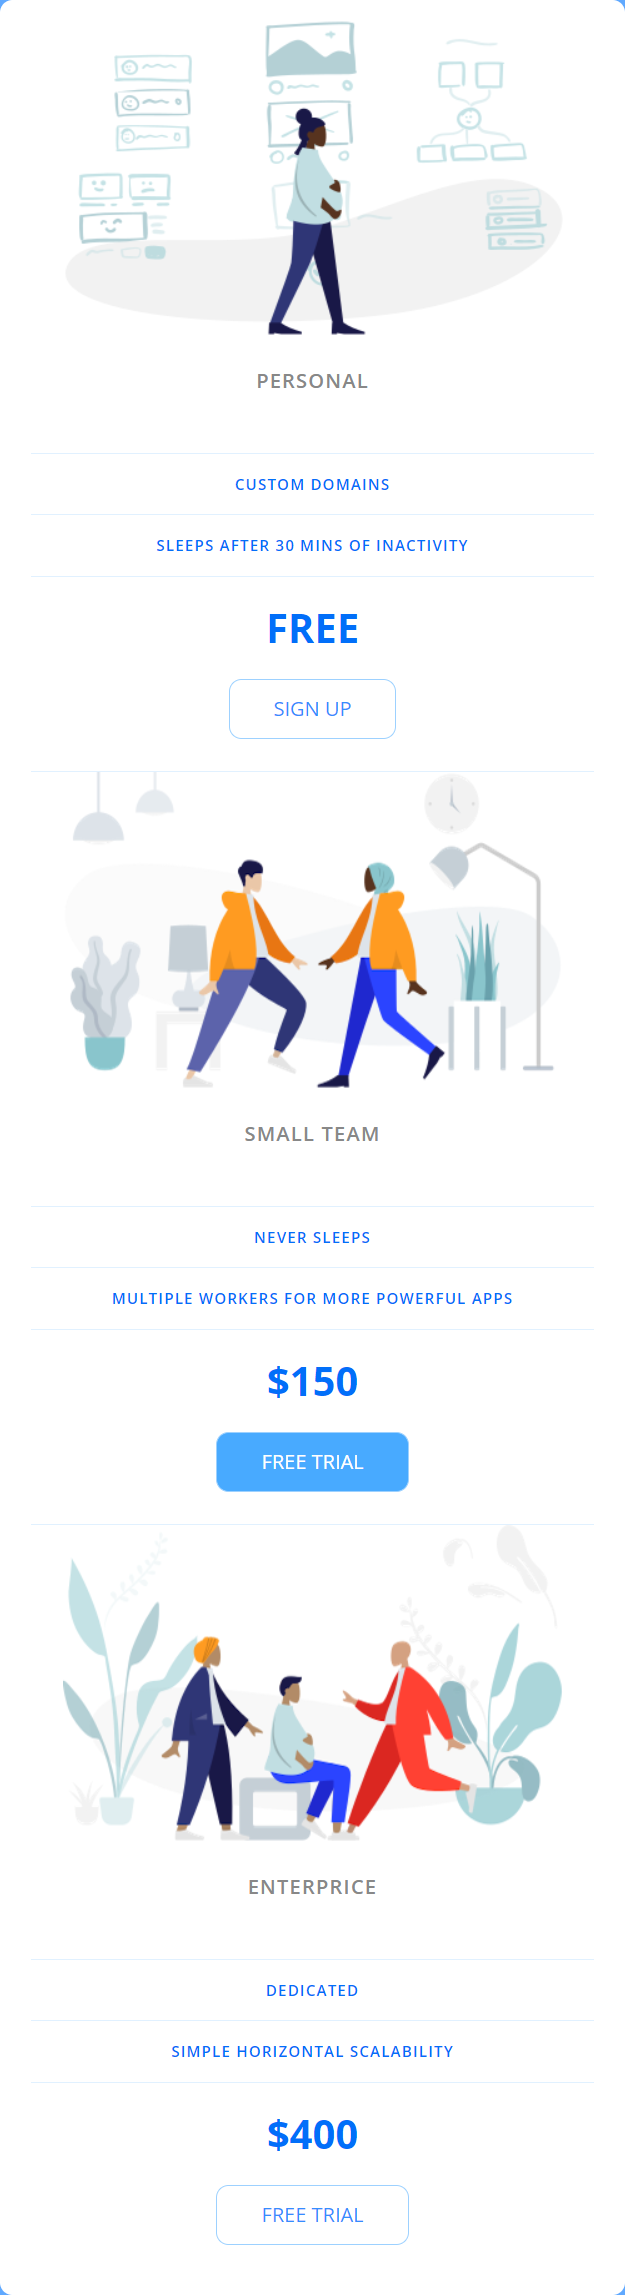 PERSONAL
CUSTOM DOMAINS
SLEEPS AFTER 30 MINS OF INACTIVITY
FREE
SIGN UP
SMALL TEAM
NEVER SLEEPS
MULTIPLE WORKERS FOR MORE POWERFUL APPS
$150
FREE TRIAL
ENTERPRICE
DEDICATED
SIMPLE HORIZONTAL SCALABILITY
$400
FREE TRIAL